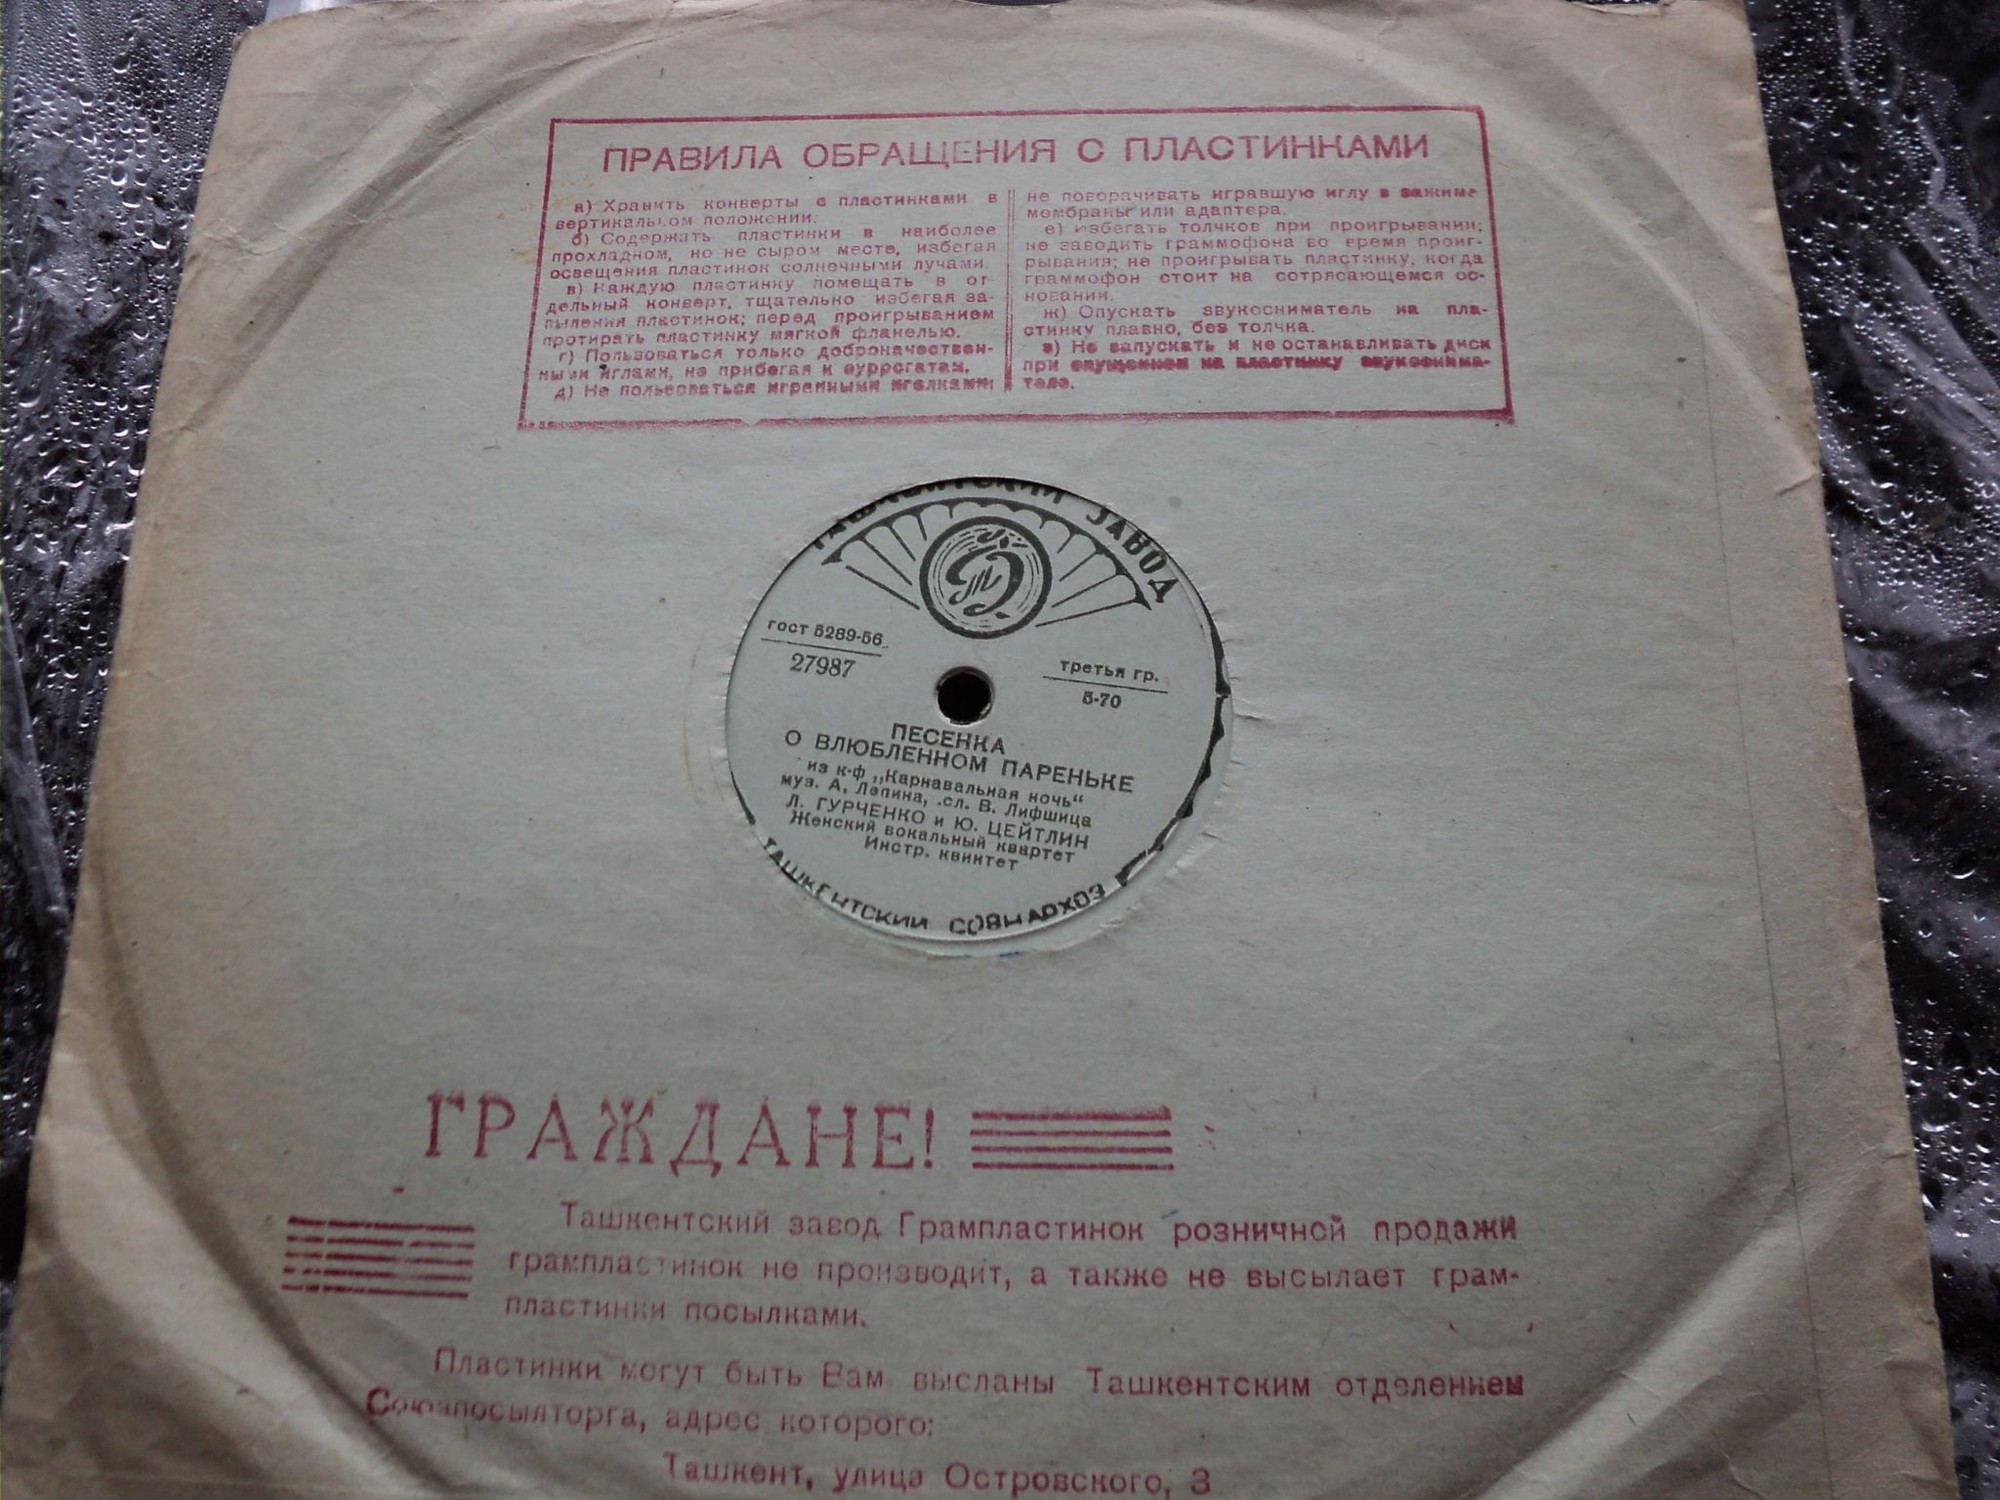 ПРАВИЛА ОБРАЩЕНИЯ С ПЛАСТИНКАМИ
а) Хранить конверты с пластинками в
вертикальном положении.
б) Содержать пластинки в наиболее
прохладном, но не сыром месте, избегая
освещения пластинок солнечными лучами.
в) Каждую пластинку помещать в от
дельный конверт, тщательно избегая за-
пыления пластинок; перед проигрыванием
протирать пластинку мягкой фланелью.
г) Пользоваться только доброкачествен-
ными иглами, не прибегая к суррогатам.
д) Не пользоваться игранными иголками;
не поворачивать игравшую иглу в зажиме
мембраны или адаптера.
е) избегать толчков при проигрывании;
не заводить граммофона во время проиг-
рывания; не проигрывать пластинку, когда
граммофон стоит на сотрясающемся ос-
новании.
ж) Опускать звукосниматель на пла-
стинку плавно, без толчка.
з) Не запускать и не останавливать диск
при опущенном на пластинку звукоснима-
теле.
ТАШКЕНТСКИЙ ЗАВОД
ГОСТ 5289-56
27987
третья гр.
5-70
ПЕСЕНКА
О ВЛЮБЛЕННОМ ПАРЕНЬКЕ
из к-ф „Карнавальная ночь“
муз. А. Лепина, .сл. В. Лифшица
Л. ГУРЧЕНКО и Ю. ЦЕЙТЛИН
Женский вокальный квартет
Инстр. квинтет
ТАШКЕНТСКИЙ СОВНАРХОЗ
ГРАЖДАНЕ!
Ташкентский завод Грампластинок розничной продажи
грампластинок не производит, а также не высылает грам-
пластинки посылками.
Пластинки могут быть Вам высланы Ташкентским отделением
Союзпосылторга, адрес которого:
Ташкент, улица Островского, 3